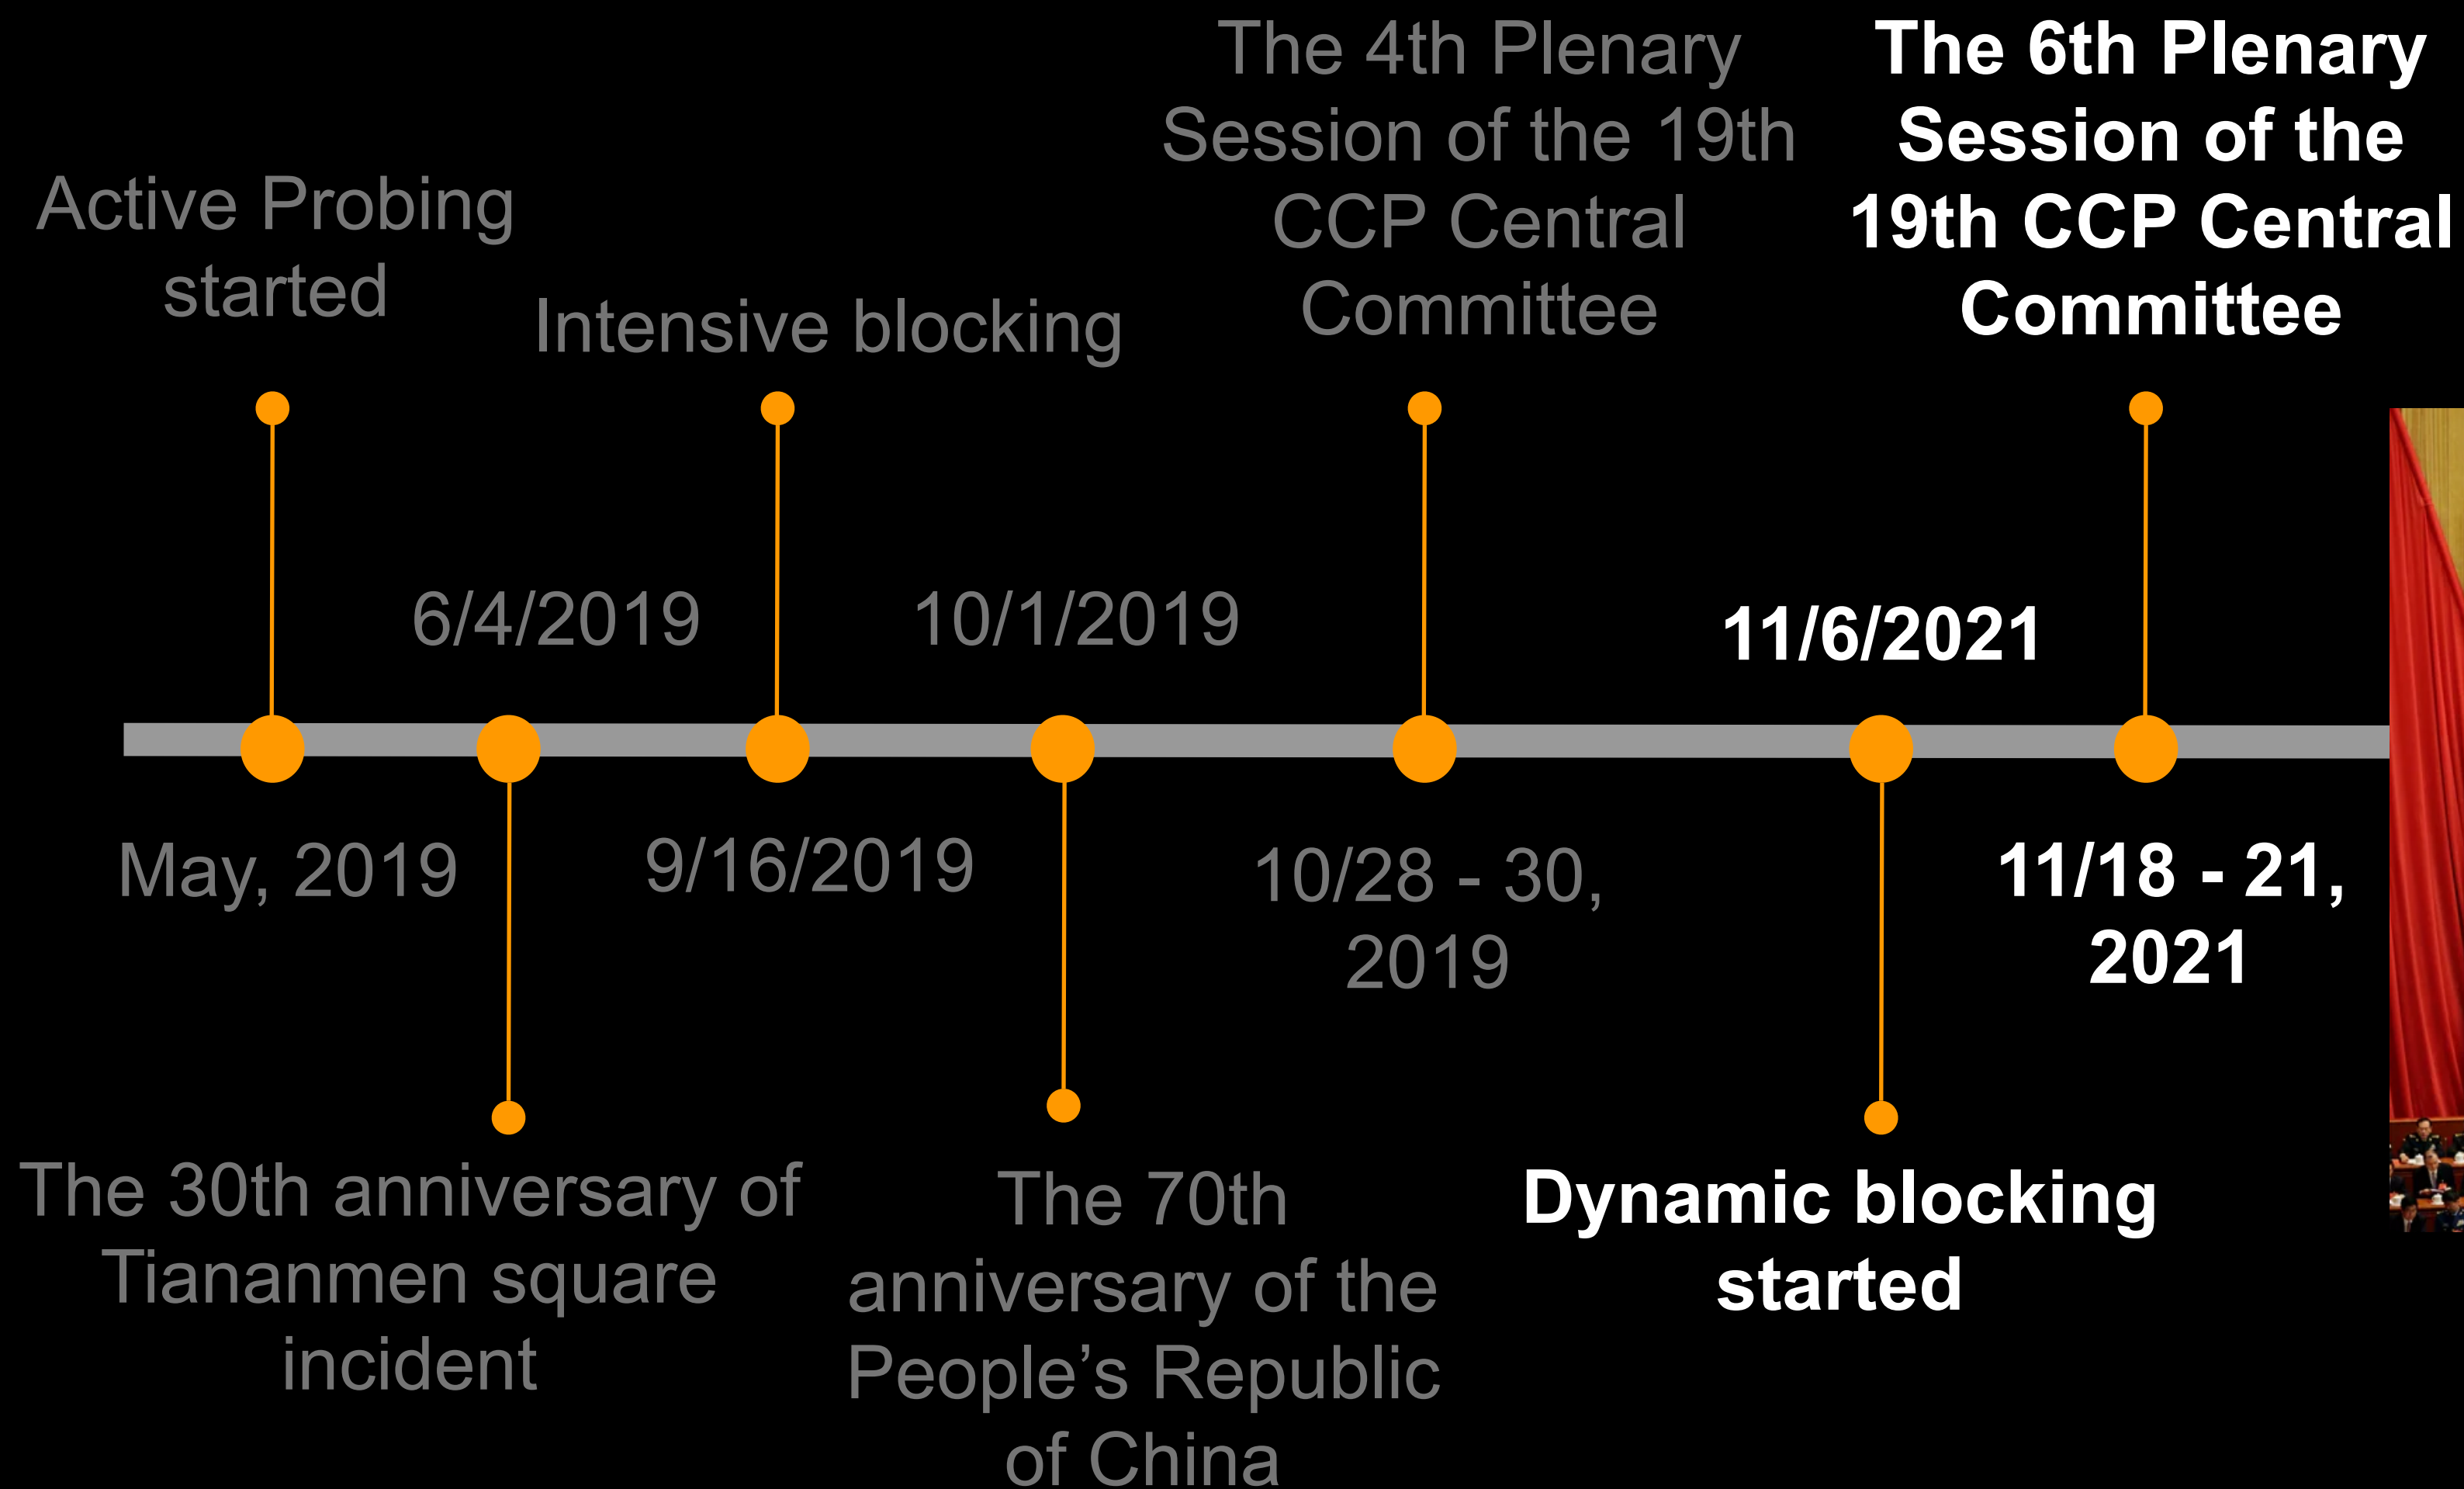 Active Probing
started
May, 2019
6/4/2019
The 30th anniversary of
Tiananmen square
incident
Intensive blocking
9/16/2019
10/1/2019
The 70th
anniversary of the
People’s Republic
of China
The 4th Plenary
Session of the 19th
CCP Central
Committee
10/28 - 30,
2019
11/6/2021
Dynamic blocking
started
The 6th Plenary
Session of the
19th CCP Central
Committee
11/18 - 21,
2021